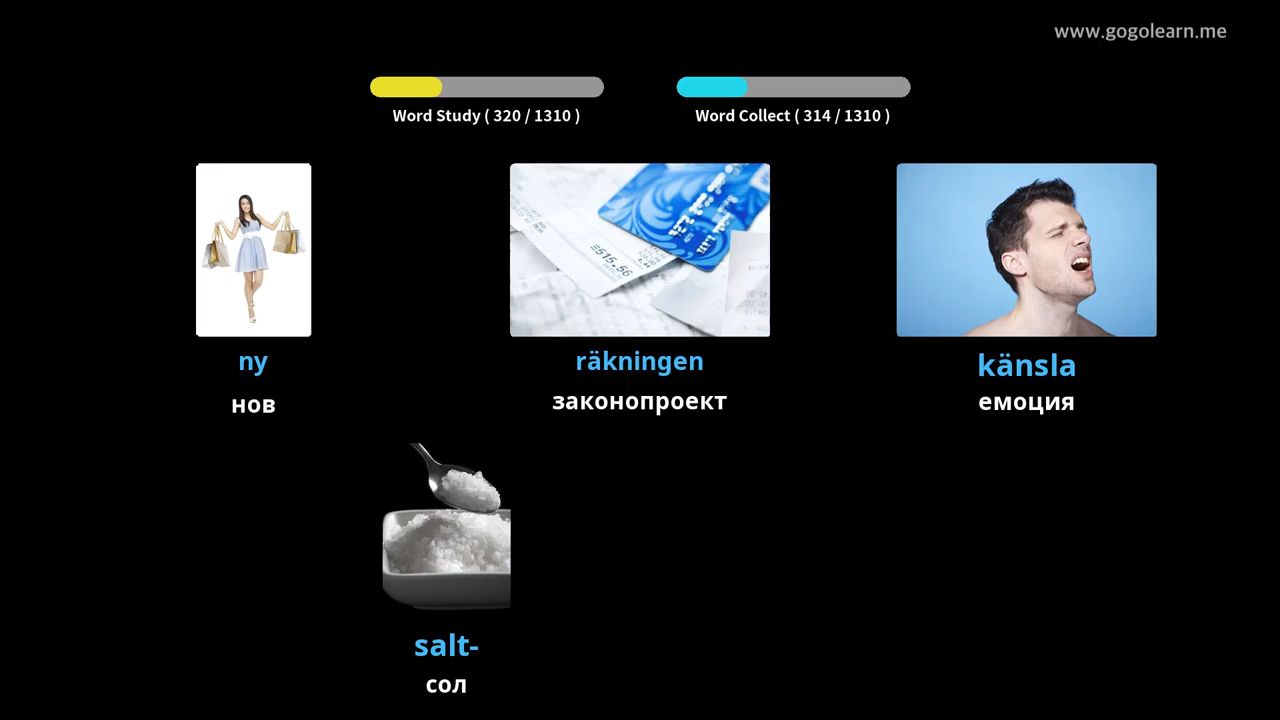 www.gogolearn.me
Word Study ( 320 / 1310 )
Word Collect ( 314 / 1310 )
ny
räkningen
känsla
нов
законопроект
емоция
salt-
сол